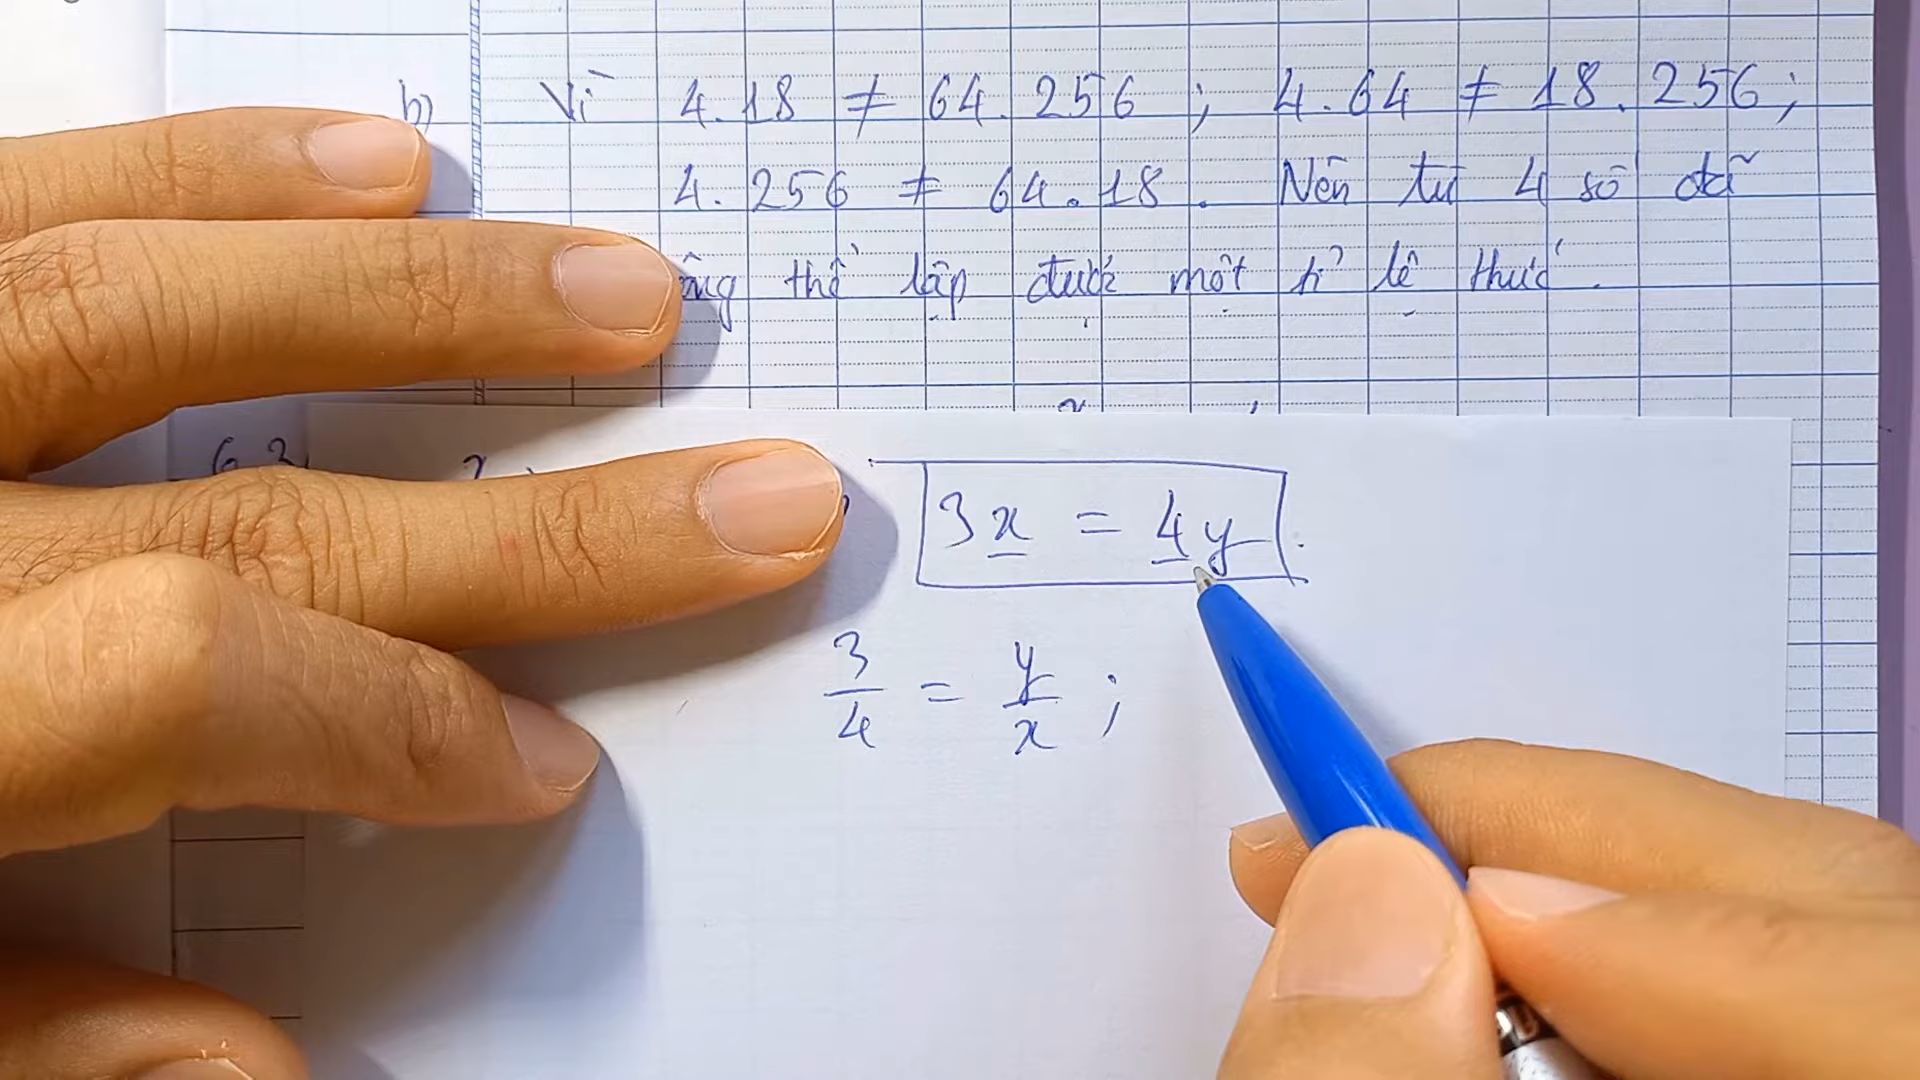 b) Vì 4.18 ≠ 64.256 ; 4.64 ≠ 18.256 ;
4.256 ≠ 64.18 . Nên từ 4 số đã
thể lập được một tỉ lệ thức .
3x = 4y .
3/4 = y/x ;